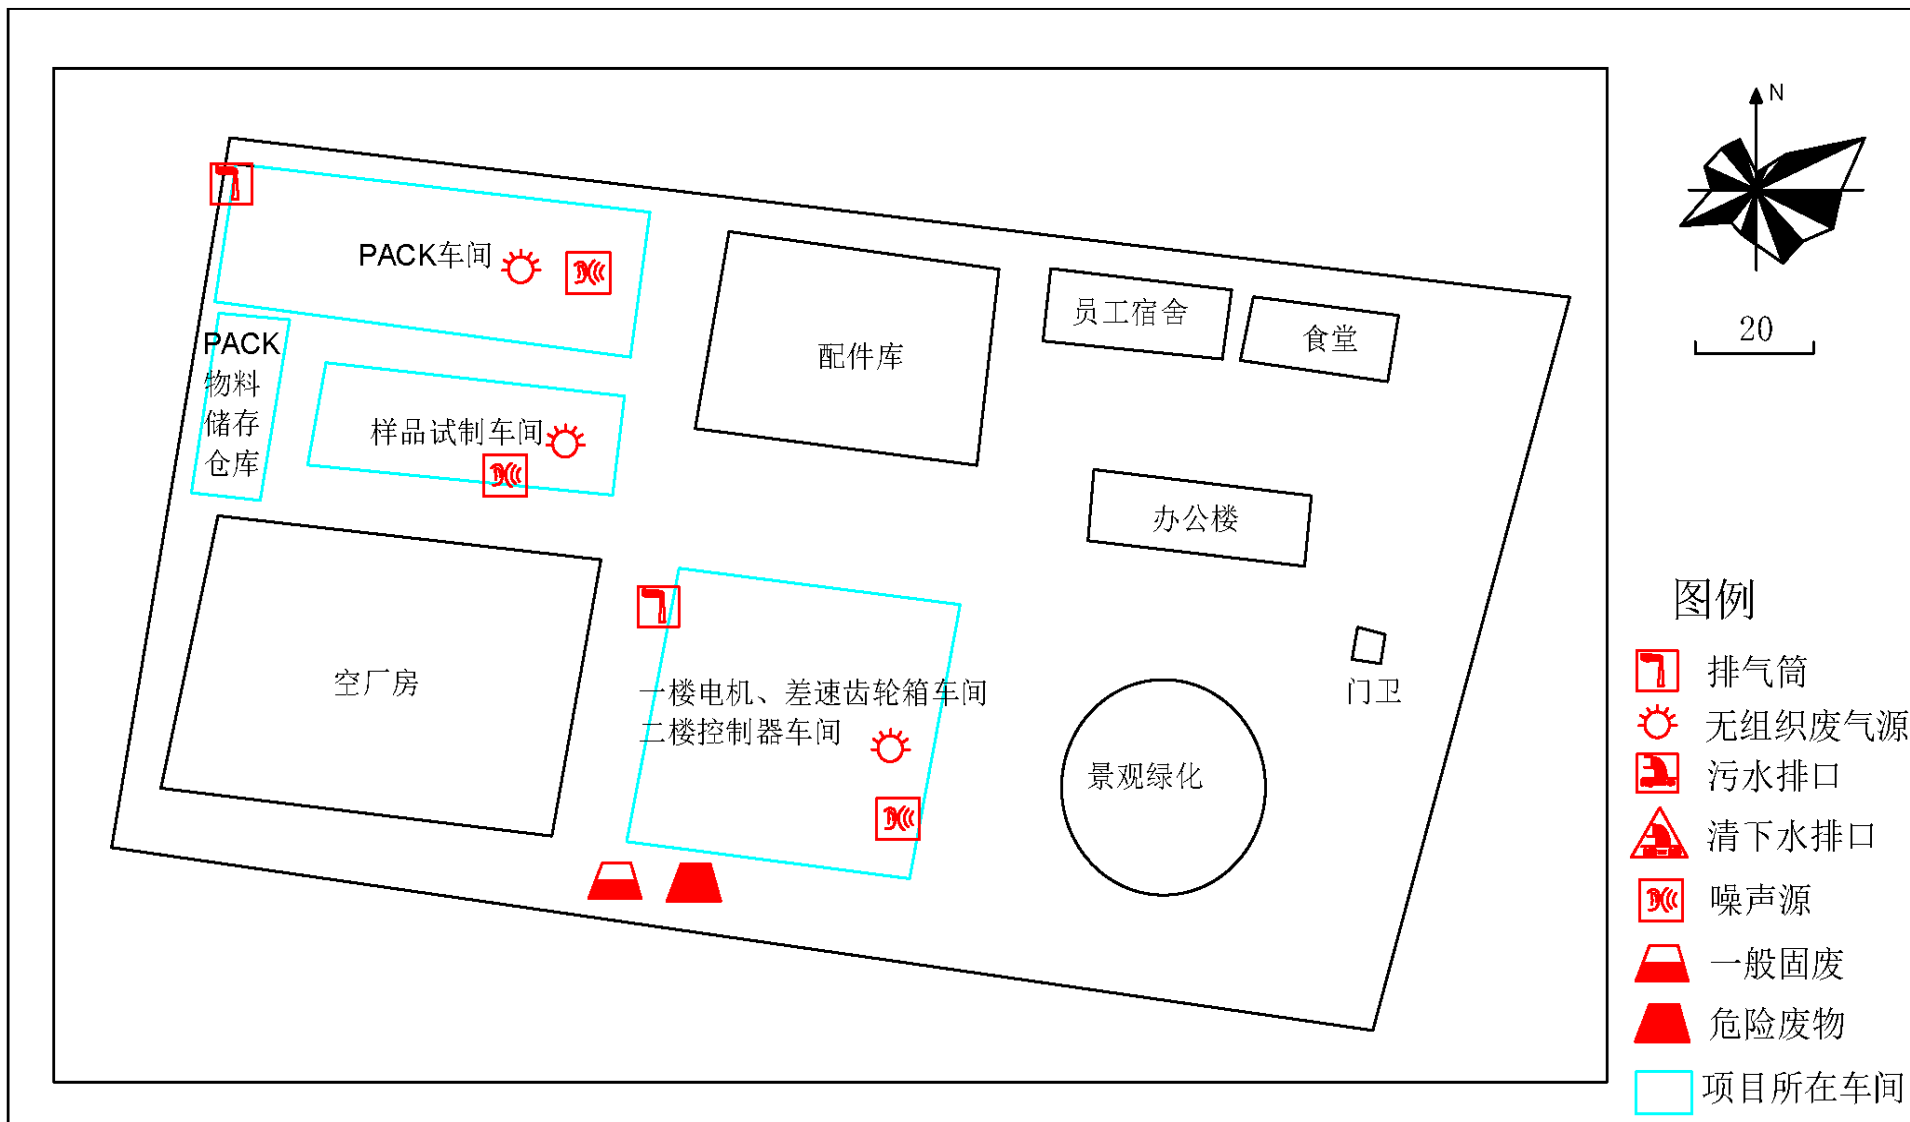 N
20
PACK车间
员工宿舍
食堂
配件库
PACK
物料
储存
仓库
样品试制车间
办公楼
空厂房
一楼电机、差速齿轮箱车间
二楼控制器车间
门卫
景观绿化
图例
排气筒
无组织废气源
污水排口
清下水排口
噪声源
一般固废
危险废物
项目所在车间